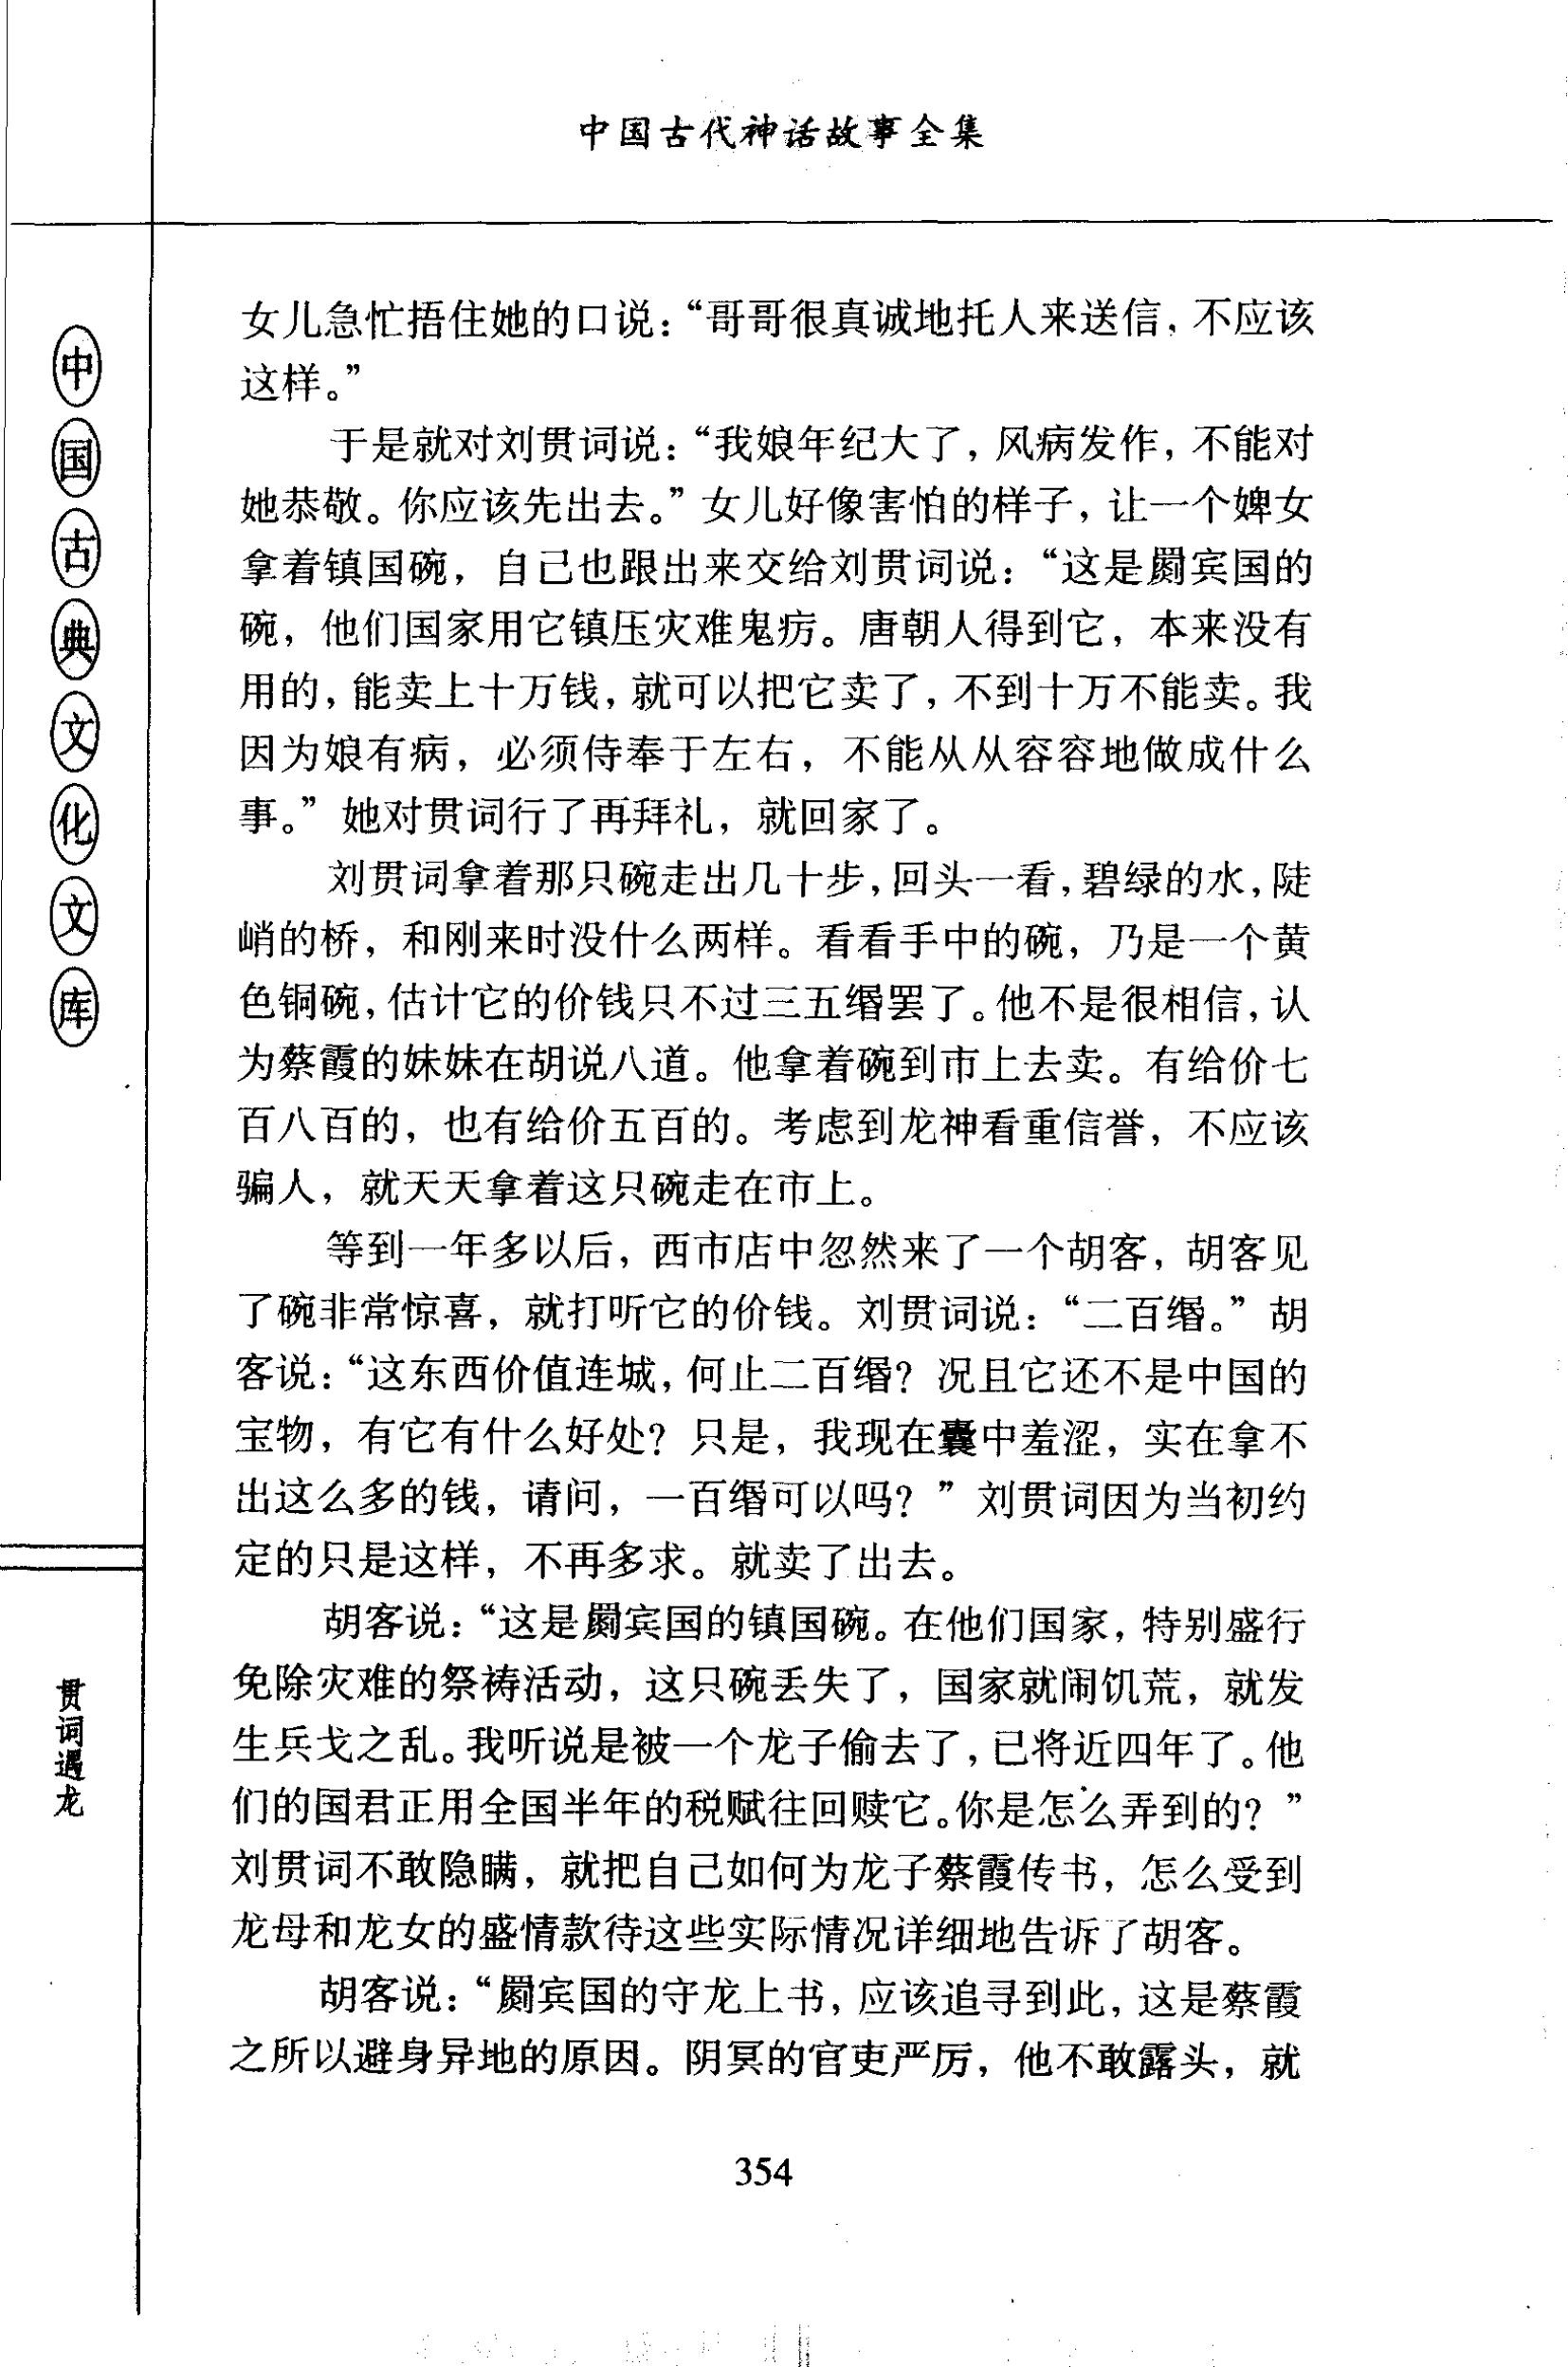 中国古代神话故事全集
中国古典文化文库
贯词遇龙
女儿急忙捂住她的口说：“哥哥很真诚地托人来送信，不应该
这样。”
于是就对刘贯词说：“我娘年纪大了，风病发作，不能对
她恭敬。你应该先出去。”女儿好像害怕的样子，让一个婢女
拿着镇国碗，自己也跟出来交给刘贯词说：“这是罽宾国的
碗，他们国家用它镇压灾难鬼疠。唐朝人得到它，本来没有
用的，能卖上十万钱，就可以把它卖了，不到十万不能卖。我
因为娘有病，必须侍奉于左右，不能从从容容地做成什么
事。”她对贯词行了再拜礼，就回家了。
刘贯词拿着那只碗走出几十步，回头一看，碧绿的水，陡
峭的桥，和刚来时没什么两样。看看手中的碗，乃是一个黄
色铜碗，估计它的价钱只不过三五缗罢了。他不是很相信，认
为蔡霞的妹妹在胡说八道。他拿着碗到市上去卖。有给价七
百八百的，也有给价五百的。考虑到龙神看重信誉，不应该
骗人，就天天拿着这只碗走在市上。
等到一年多以后，西市店中忽然来了一个胡客，胡客见
了碗非常惊喜，就打听它的价钱。刘贯词说：“二百缗。”胡
客说：“这东西价值连城，何止二百缗？况且它还不是中国的
宝物，有它有什么好处？只是，我现在囊中羞涩，实在拿不
出这么多的钱，请问，一百缗可以吗？”刘贯词因为当初约
定的只是这样，不再多求。就卖了出去。
胡客说：“这是罽宾国的镇国碗。在他们国家，特别盛行
免除灾难的祭祷活动，这只碗丢失了，国家就闹饥荒，就发
生兵戈之乱。我听说是被一个龙子偷去了，已将近四年了。他
们的国君正用全国半年的税赋往回赎它。你是怎么弄到的？”
刘贯词不敢隐瞒，就把自己如何为龙子蔡霞传书，怎么受到
龙母和龙女的盛情款待这些实际情况详细地告诉了胡客。
胡客说：“罽宾国的守龙上书，应该追寻到此，这是蔡霞
之所以避身异地的原因。阴冥的官吏严厉，他不敢露头，就
354